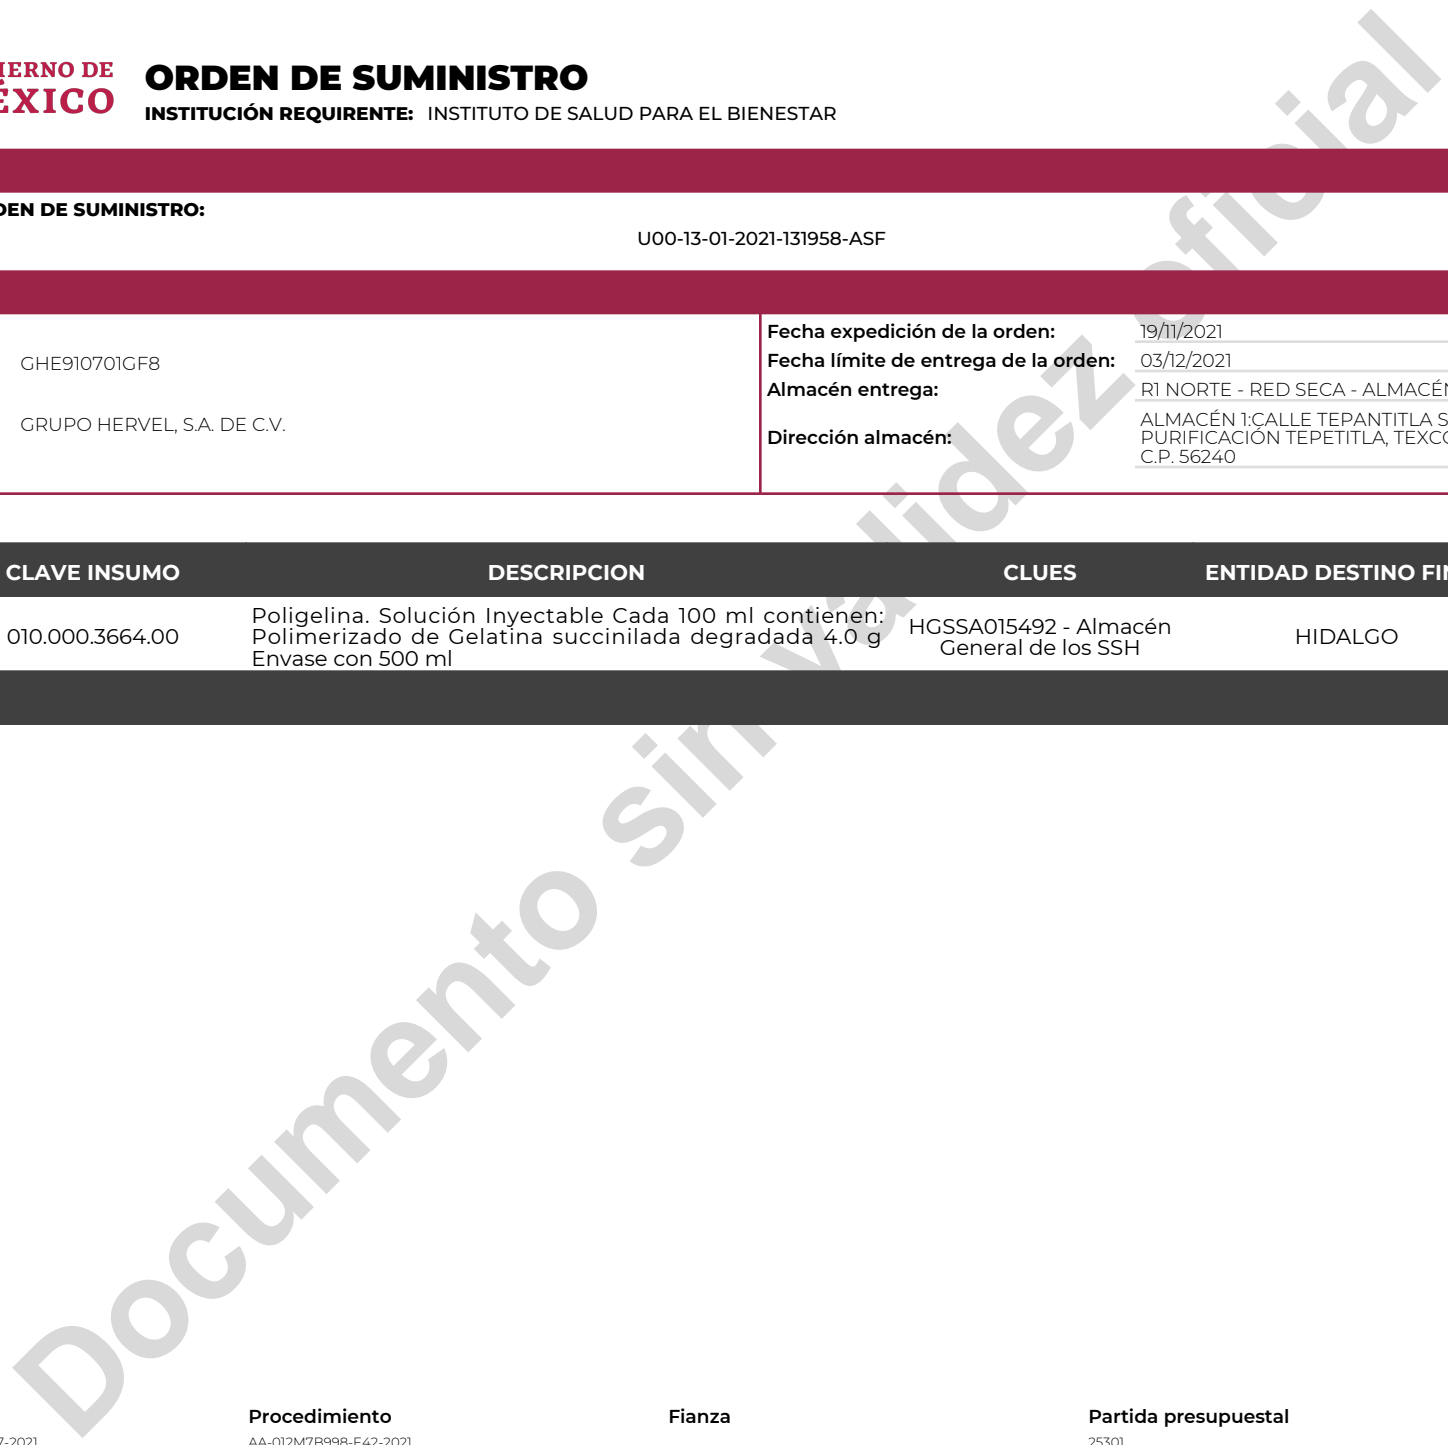 ORDEN DE SUMINISTRO
INSTITUCIÓN REQUIRENTE: INSTITUTO DE SALUD PARA EL BIENESTAR
IERNO DE
ÉXICO
DEN DE SUMINISTRO:
U00-13-01-2021-131958-ASF
GHE910701GF8
GRUPO HERVEL, S.A. DE C.V.
Fecha expedición de la orden: 19/11/2021
Fecha límite de entrega de la orden: 03/12/2021
Almacén entrega: R1 NORTE - RED SECA - ALMACÉN
Dirección almacén: ALMACÉN 1:CALLE TEPANTITLA S
PURIFICACIÓN TEPETITLA, TEXCO
C.P. 56240
CLAVE INSUMO DESCRIPCION CLUES ENTIDAD DESTINO FIN
010.000.3664.00
Poligelina. Solución Inyectable Cada 100 ml contienen:
Polimerizado de Gelatina succinilada degradada 4.0 g
Envase con 500 ml
HGSSA015492 - Almacén
General de los SSH
HIDALGO
Documento sin validez oficial
Procedimiento Fianza Partida presupuestal
7-2021 AA-012M7B998-E42-2021 25301